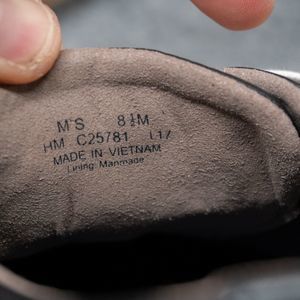 M'S 8½M
HM C25781 L17
MADE IN VIETNAM
Lining: Manmade